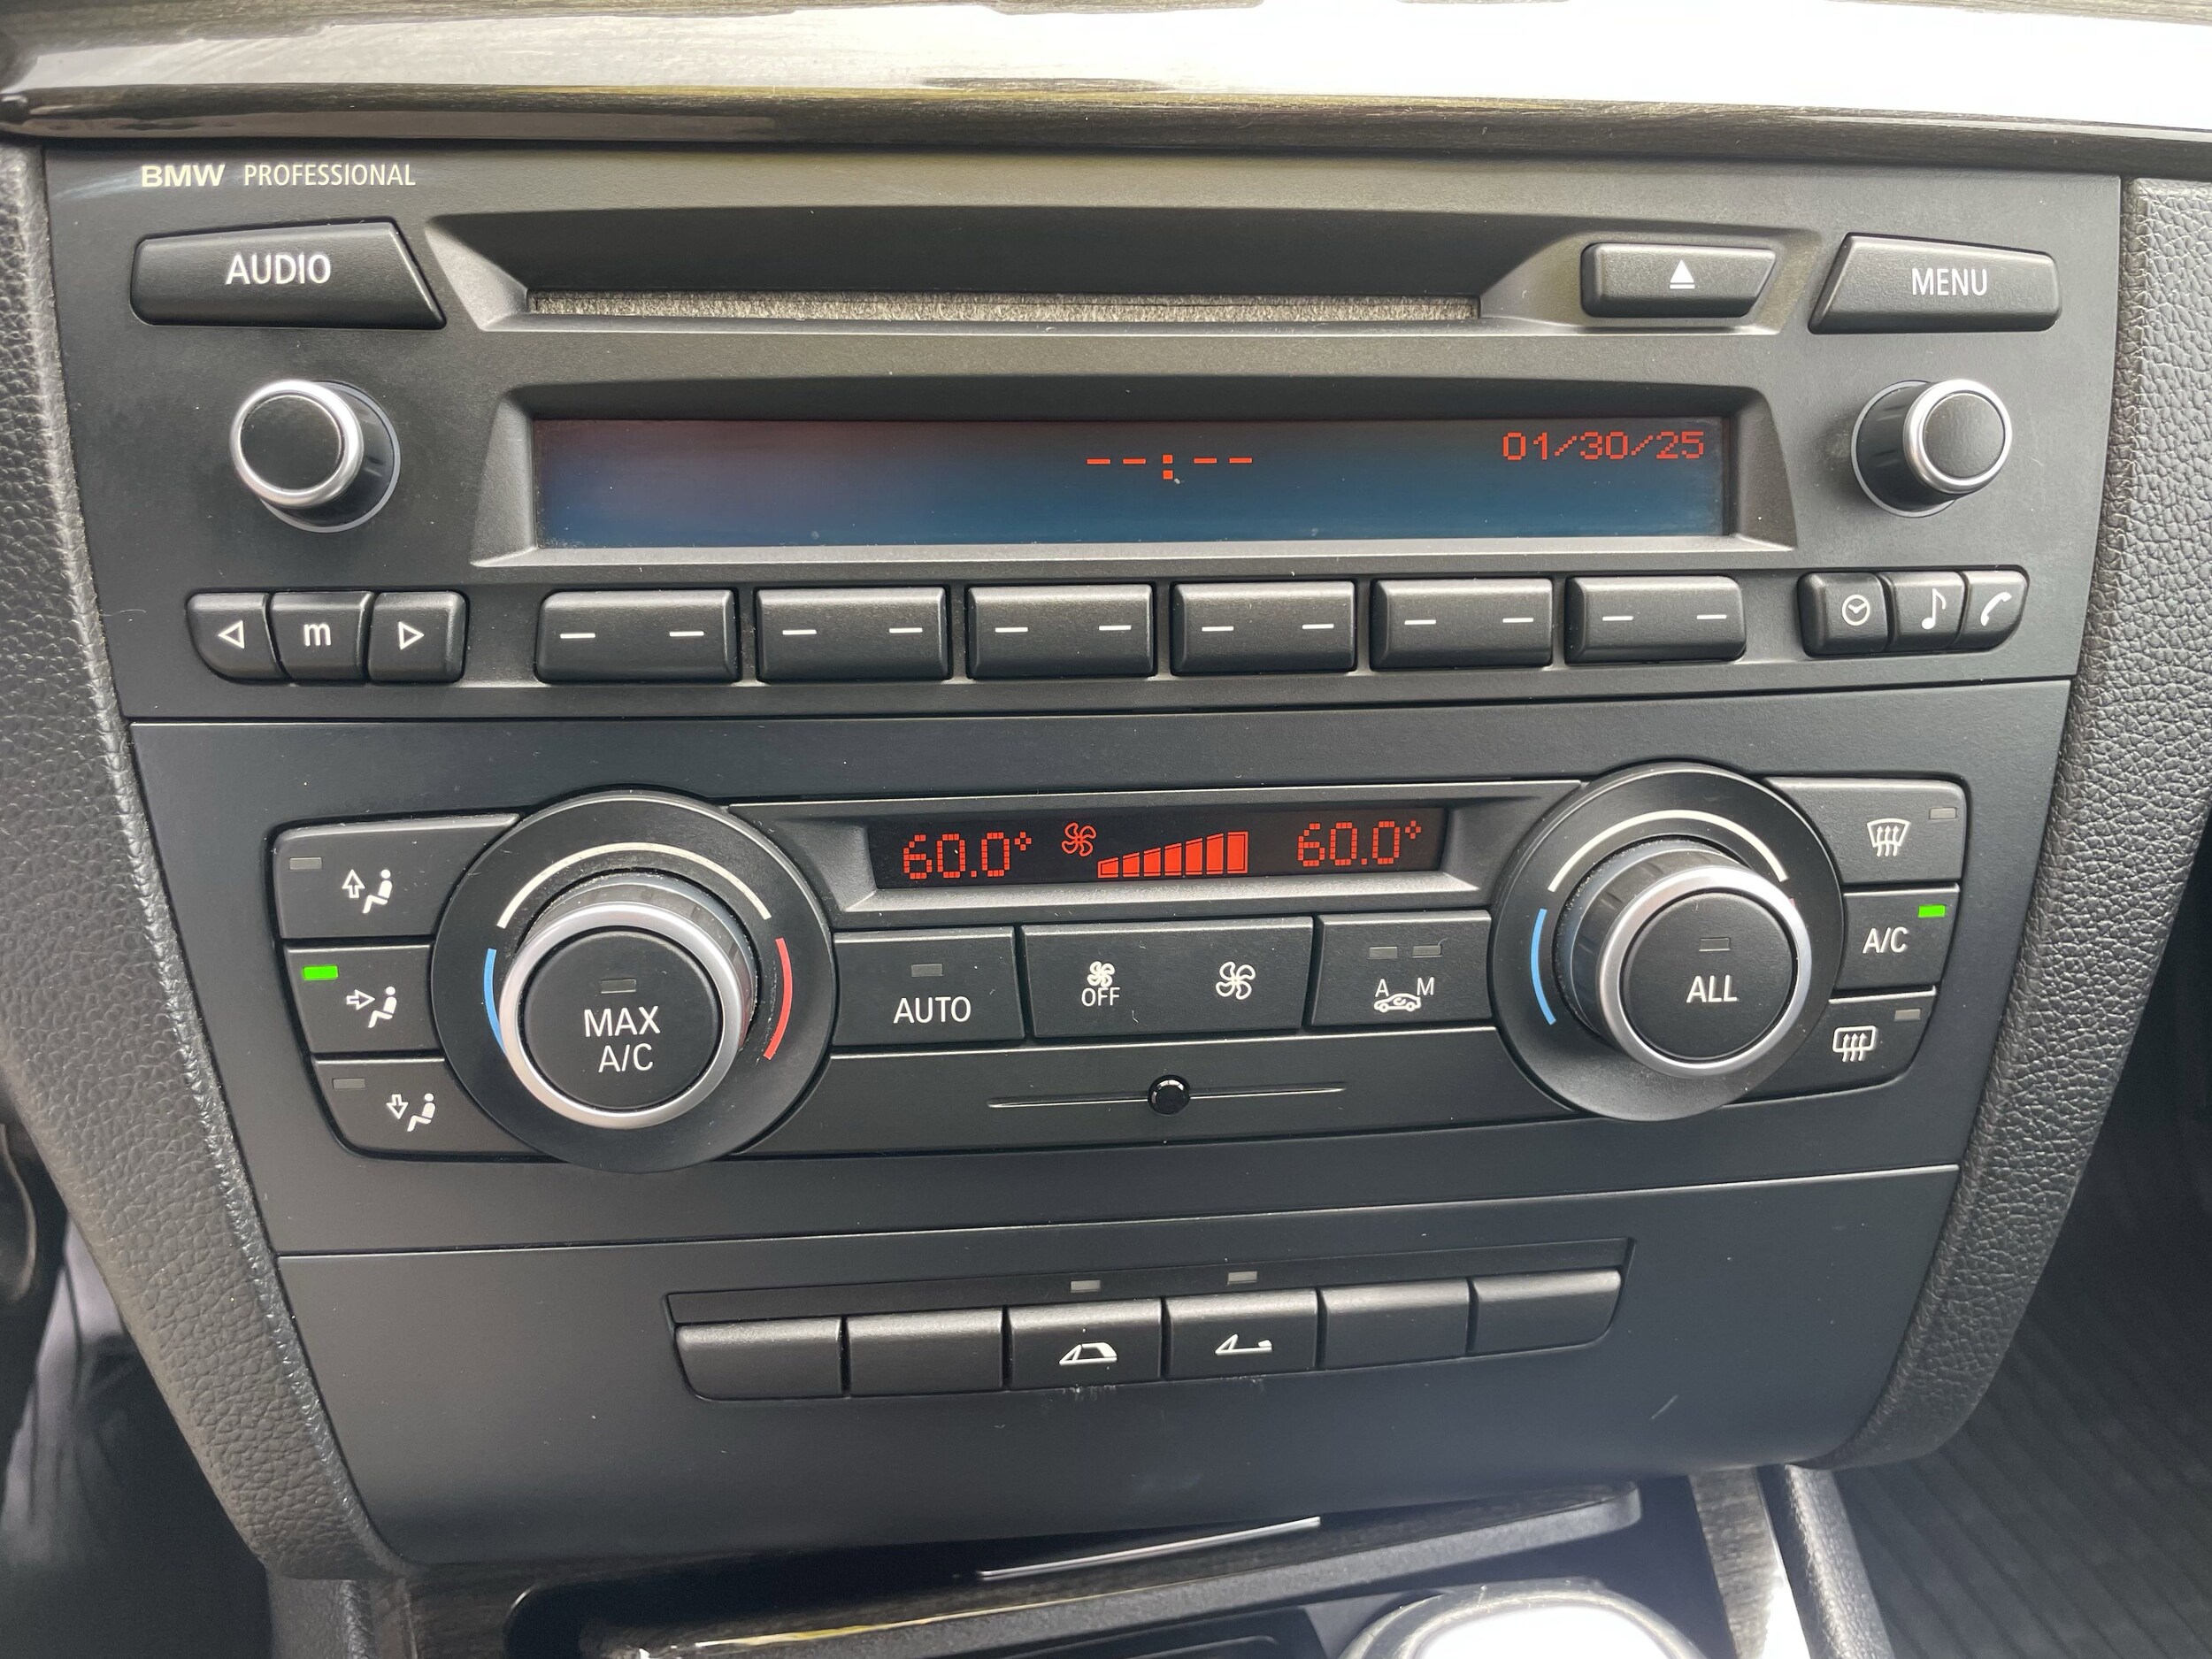 BMW PROFESSIONAL
AUDIO
MENU
--:--
01/30/25
m
60.0°
60.0°
MAX
A/C
AUTO
OFF
A M
ALL
A/C